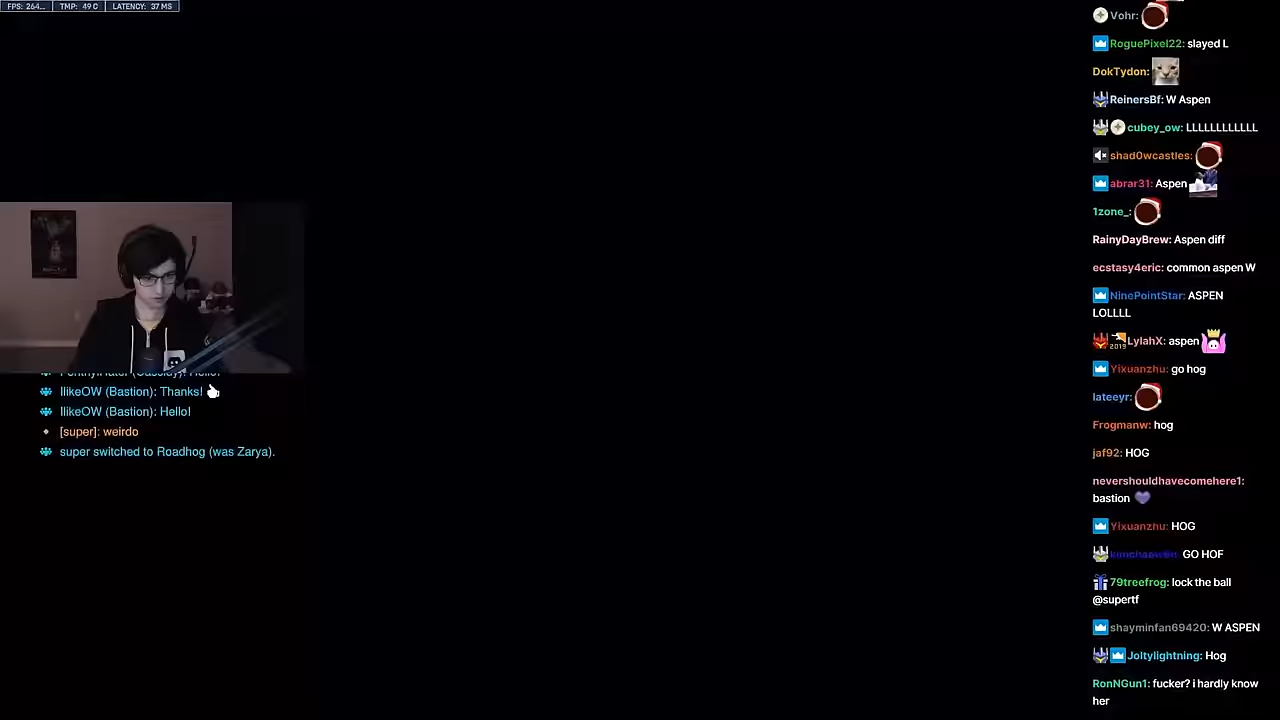 FPS: 264... TMP: 49 C LATENCY: 37 MS
IlikeOW (Bastion): Thanks!
IlikeOW (Bastion): Hello!
[super]: weirdo
super switched to Roadhog (was Zarya).
Vohr:
RoguePixel22: slayed L
DokTydon:
ReinersBf: W Aspen
cubey_ow: LLLLLLLLLLLL
shad0wcastles:
abrar31: Aspen
1zone_:
RainyDayBrew: Aspen diff
ecstasy4eric: common aspen W
NinePointStar: ASPEN
LOLLLL
LylahX: aspen
Yixuanzhu: go hog
lateeyr:
Frogmanw: hog
jaf92: HOG
nevershouldhavecomehere1:
bastion
Yixuanzhu: HOG
GO HOF
79treefrog: lock the ball
@supertf
shayminfan69420: W ASPEN
Joltylightning: Hog
RonNGun1: fucker? i hardly know
her